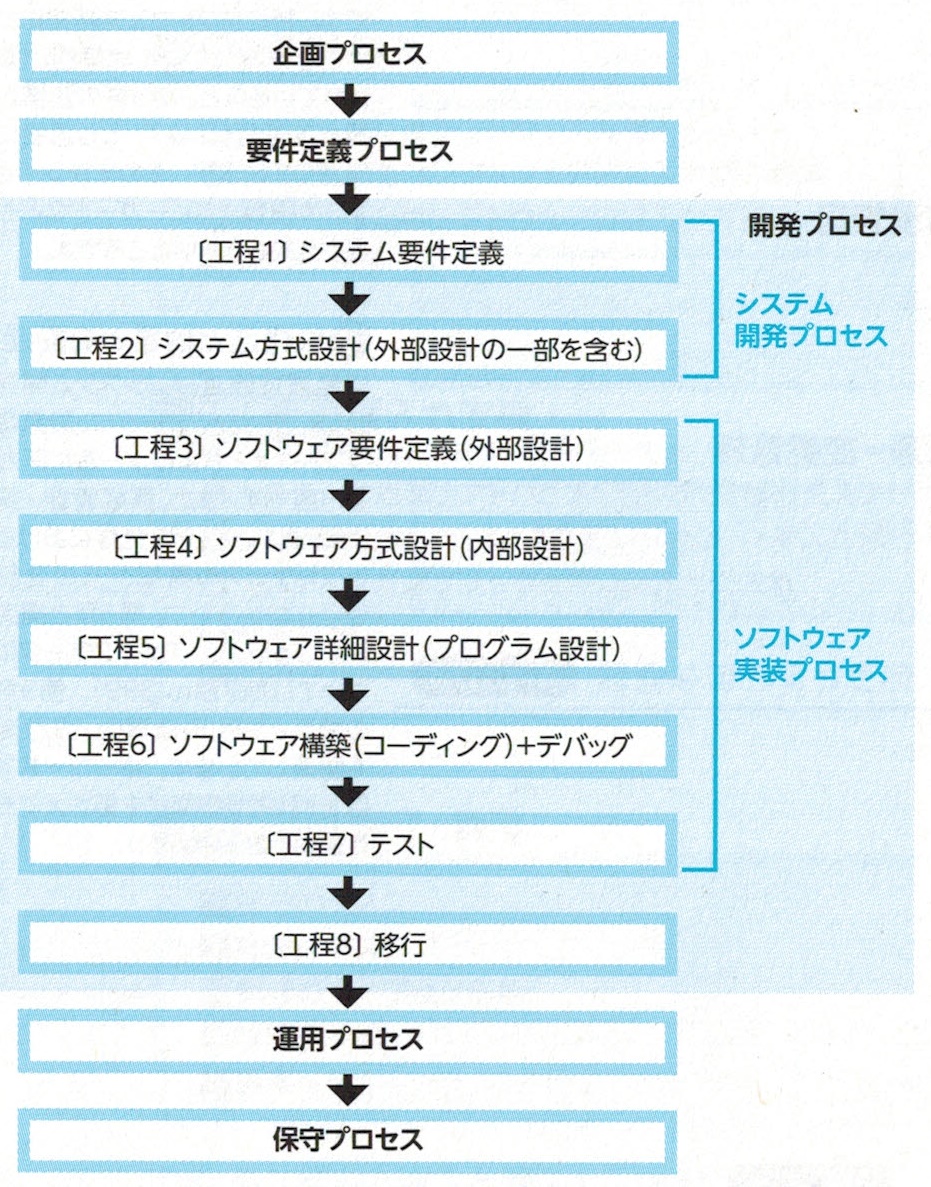 企画プロセス
要件定義プロセス
開発プロセス
〔工程1〕システム要件定義
システム
開発プロセス
〔工程2〕システム方式設計(外部設計の一部を含む)
〔工程3〕ソフトウェア要件定義(外部設計)
〔工程4〕ソフトウェア方式設計(内部設計)
〔工程5〕ソフトウェア詳細設計(プログラム設計)
ソフトウェア
実装プロセス
〔工程6〕ソフトウェア構築(コーディング)+デバッグ
〔工程7〕テスト
〔工程8〕移行
運用プロセス
保守プロセス